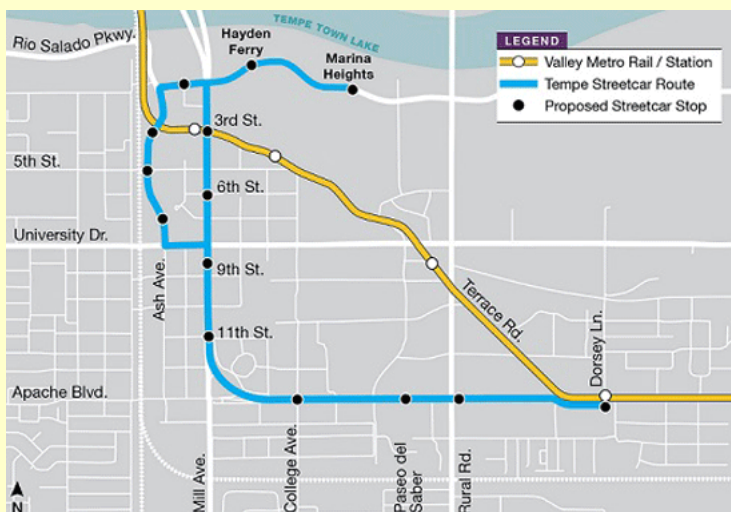 Rio Salado Pkwy.
Hayden
Ferry
TEMPE TOWN LAKE
Marina
Heights
LEGEND
Valley Metro Rail / Station
Tempe Streetcar Route
Proposed Streetcar Stop
3rd St.
5th St.
6th St.
University Dr.
9th St.
Ash Ave.
Terrace Rd.
11th St.
Dorsey Ln.
Apache Blvd.
Mill Ave.
College Ave.
Paseo del
Saber
Rural Rd.
N